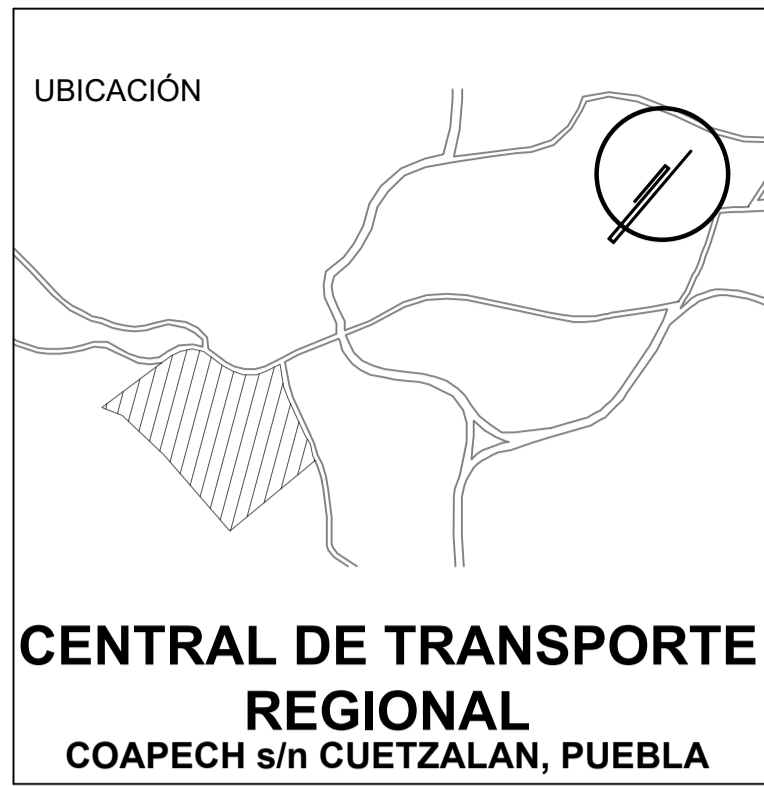 UBICACIÓN
CENTRAL DE TRANSPORTE
REGIONAL
COAPECH s/n CUETZALAN, PUEBLA